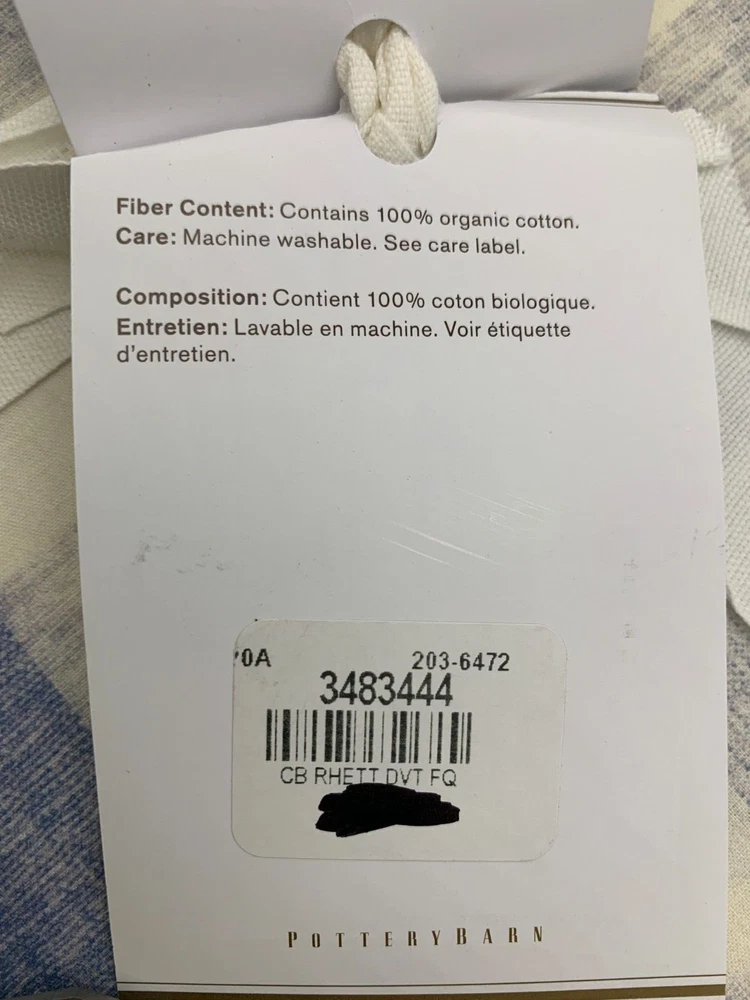 Fiber Content: Contains 100% organic cotton.
Care: Machine washable. See care label.
Composition: Contient 100% coton biologique.
Entretien: Lavable en machine. Voir étiquette
d'entretien.
0A 203-6472
3483444
CB RHETT DVT FQ
POTTERYBARN